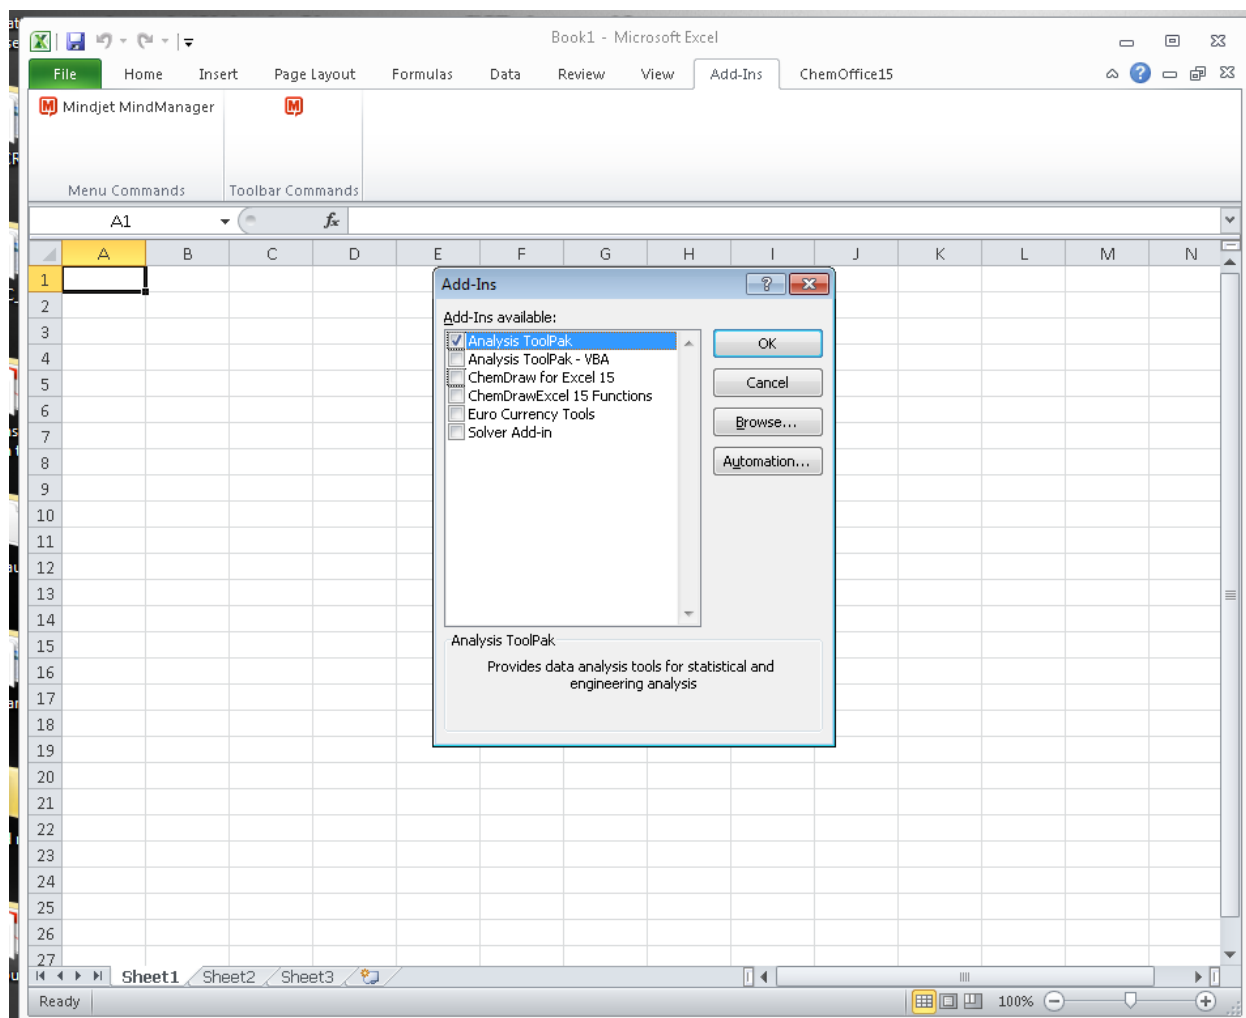 Book1 - Microsoft Excel
File Home Insert Page Layout Formulas Data Review View Add-Ins ChemOffice15
Mindjet MindManager
Menu Commands Toolbar Commands
A1 fx
A B C D E F G H I J K L M N
1
2
3
4
5
6
7
8
9
10
11
12
13
14
15
16
17
18
19
20
21
22
23
24
25
26
27
Add-Ins
Add-Ins available:
Analysis ToolPak
Analysis ToolPak - VBA
ChemDraw for Excel 15
ChemDrawExcel 15 Functions
Euro Currency Tools
Solver Add-in
OK
Cancel
Browse...
Automation...
Analysis ToolPak
Provides data analysis tools for statistical and
engineering analysis
Sheet1 Sheet2 Sheet3
Ready 100%